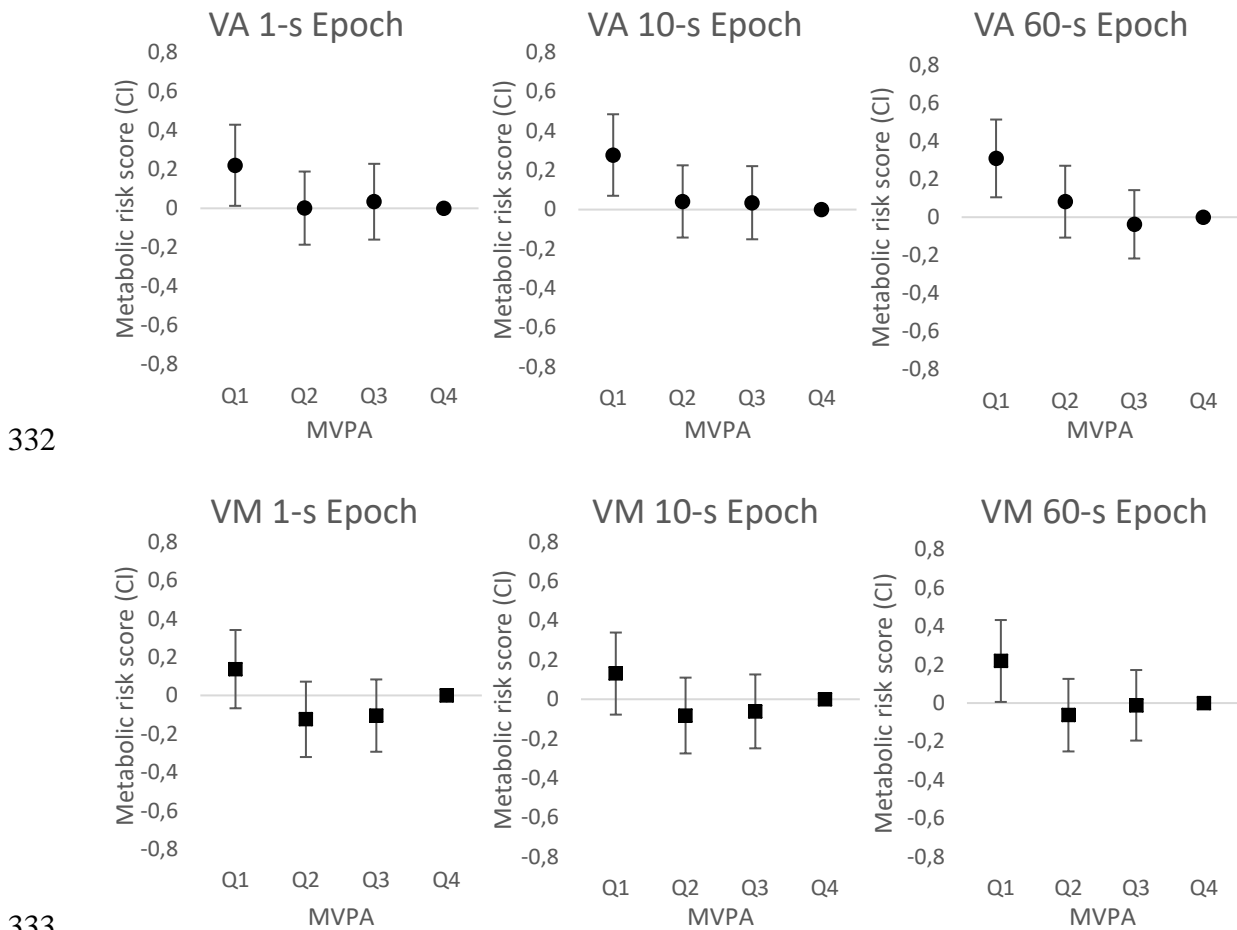 VA 1-s Epoch
Metabolic risk score (CI)
0,8
0,6
0,4
0,2
0
-0,2
-0,4
-0,6
-0,8
Q1 Q2 Q3 Q4
MVPA
VA 10-s Epoch
Metabolic risk score (CI)
0,8
0,6
0,4
0,2
0
-0,2
-0,4
-0,6
-0,8
Q1 Q2 Q3 Q4
MVPA
VA 60-s Epoch
Metabolic risk score (CI)
0,8
0,6
0,4
0,2
0
-0,2
-0,4
-0,6
-0,8
Q1 Q2 Q3 Q4
MVPA
332
VM 1-s Epoch
Metabolic risk score (CI)
0,8
0,6
0,4
0,2
0
-0,2
-0,4
-0,6
-0,8
Q1 Q2 Q3 Q4
MVPA
VM 10-s Epoch
Metabolic risk score (CI)
0,8
0,6
0,4
0,2
0
-0,2
-0,4
-0,6
-0,8
Q1 Q2 Q3 Q4
MVPA
VM 60-s Epoch
Metabolic risk score (CI)
0,8
0,6
0,4
0,2
0
-0,2
-0,4
-0,6
-0,8
Q1 Q2 Q3 Q4
MVPA
333